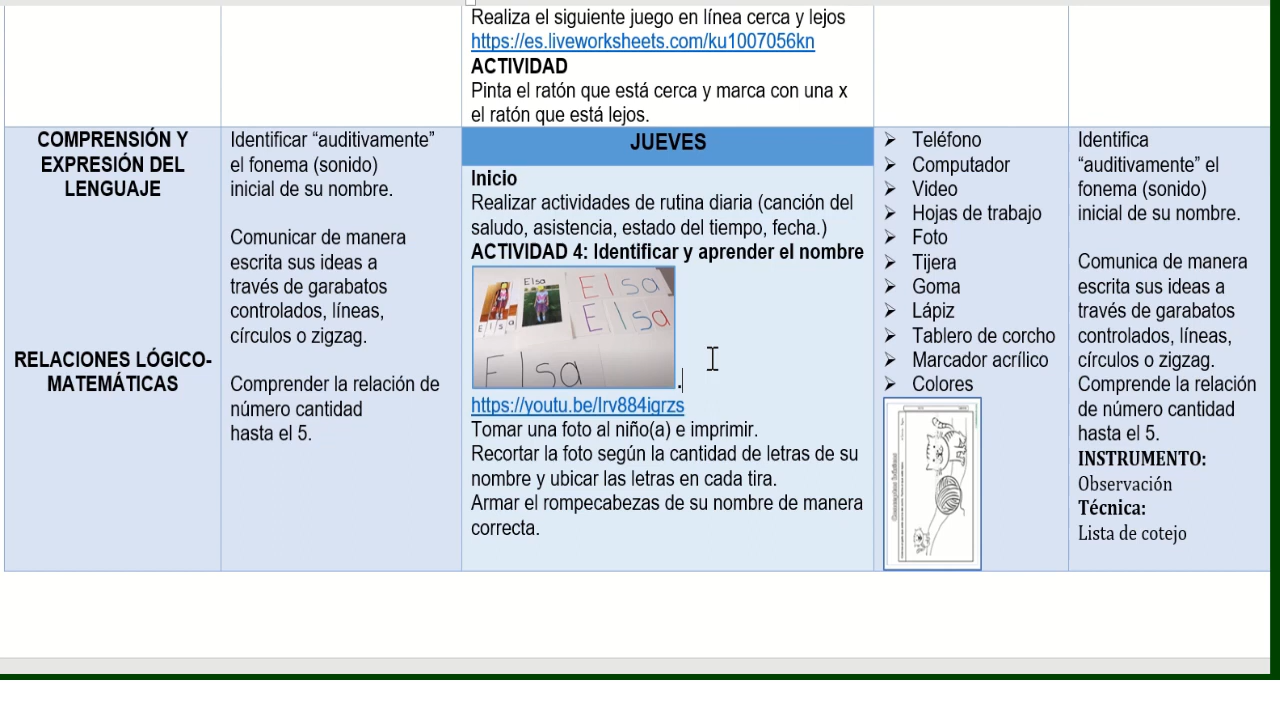 Realiza el siguiente juego en línea cerca y lejos
https://es.liveworksheets.com/ku1007056kn
ACTIVIDAD
Pinta el ratón que está cerca y marca con una x
el ratón que está lejos.
COMPRENSIÓN Y
EXPRESIÓN DEL
LENGUAJE
RELACIONES LÓGICO-
MATEMÁTICAS
Identificar “auditivamente”
el fonema (sonido)
inicial de su nombre.
Comunicar de manera
escrita sus ideas a
través de garabatos
controlados, líneas,
círculos o zigzag.
Comprender la relación de
número cantidad
hasta el 5.
JUEVES
Inicio
Realizar actividades de rutina diaria (canción del
saludo, asistencia, estado del tiempo, fecha.)
ACTIVIDAD 4: Identificar y aprender el nombre
Elsa
Elsa
Elsa
Elsa
Elsa
.
https://youtu.be/Irv884igrzs
Tomar una foto al niño(a) e imprimir.
Recortar la foto según la cantidad de letras de su
nombre y ubicar las letras en cada tira.
Armar el rompecabezas de su nombre de manera
correcta.
➢ Teléfono
➢ Computador
➢ Video
➢ Hojas de trabajo
➢ Foto
➢ Tijera
➢ Goma
➢ Lápiz
➢ Tablero de corcho
➢ Marcador acrílico
➢ Colores
Identifica
“auditivamente” el
fonema (sonido)
inicial de su nombre.
Comunica de manera
escrita sus ideas a
través de garabatos
controlados, líneas,
círculos o zigzag.
Comprende la relación
de número cantidad
hasta el 5.
INSTRUMENTO:
Observación
Técnica:
Lista de cotejo